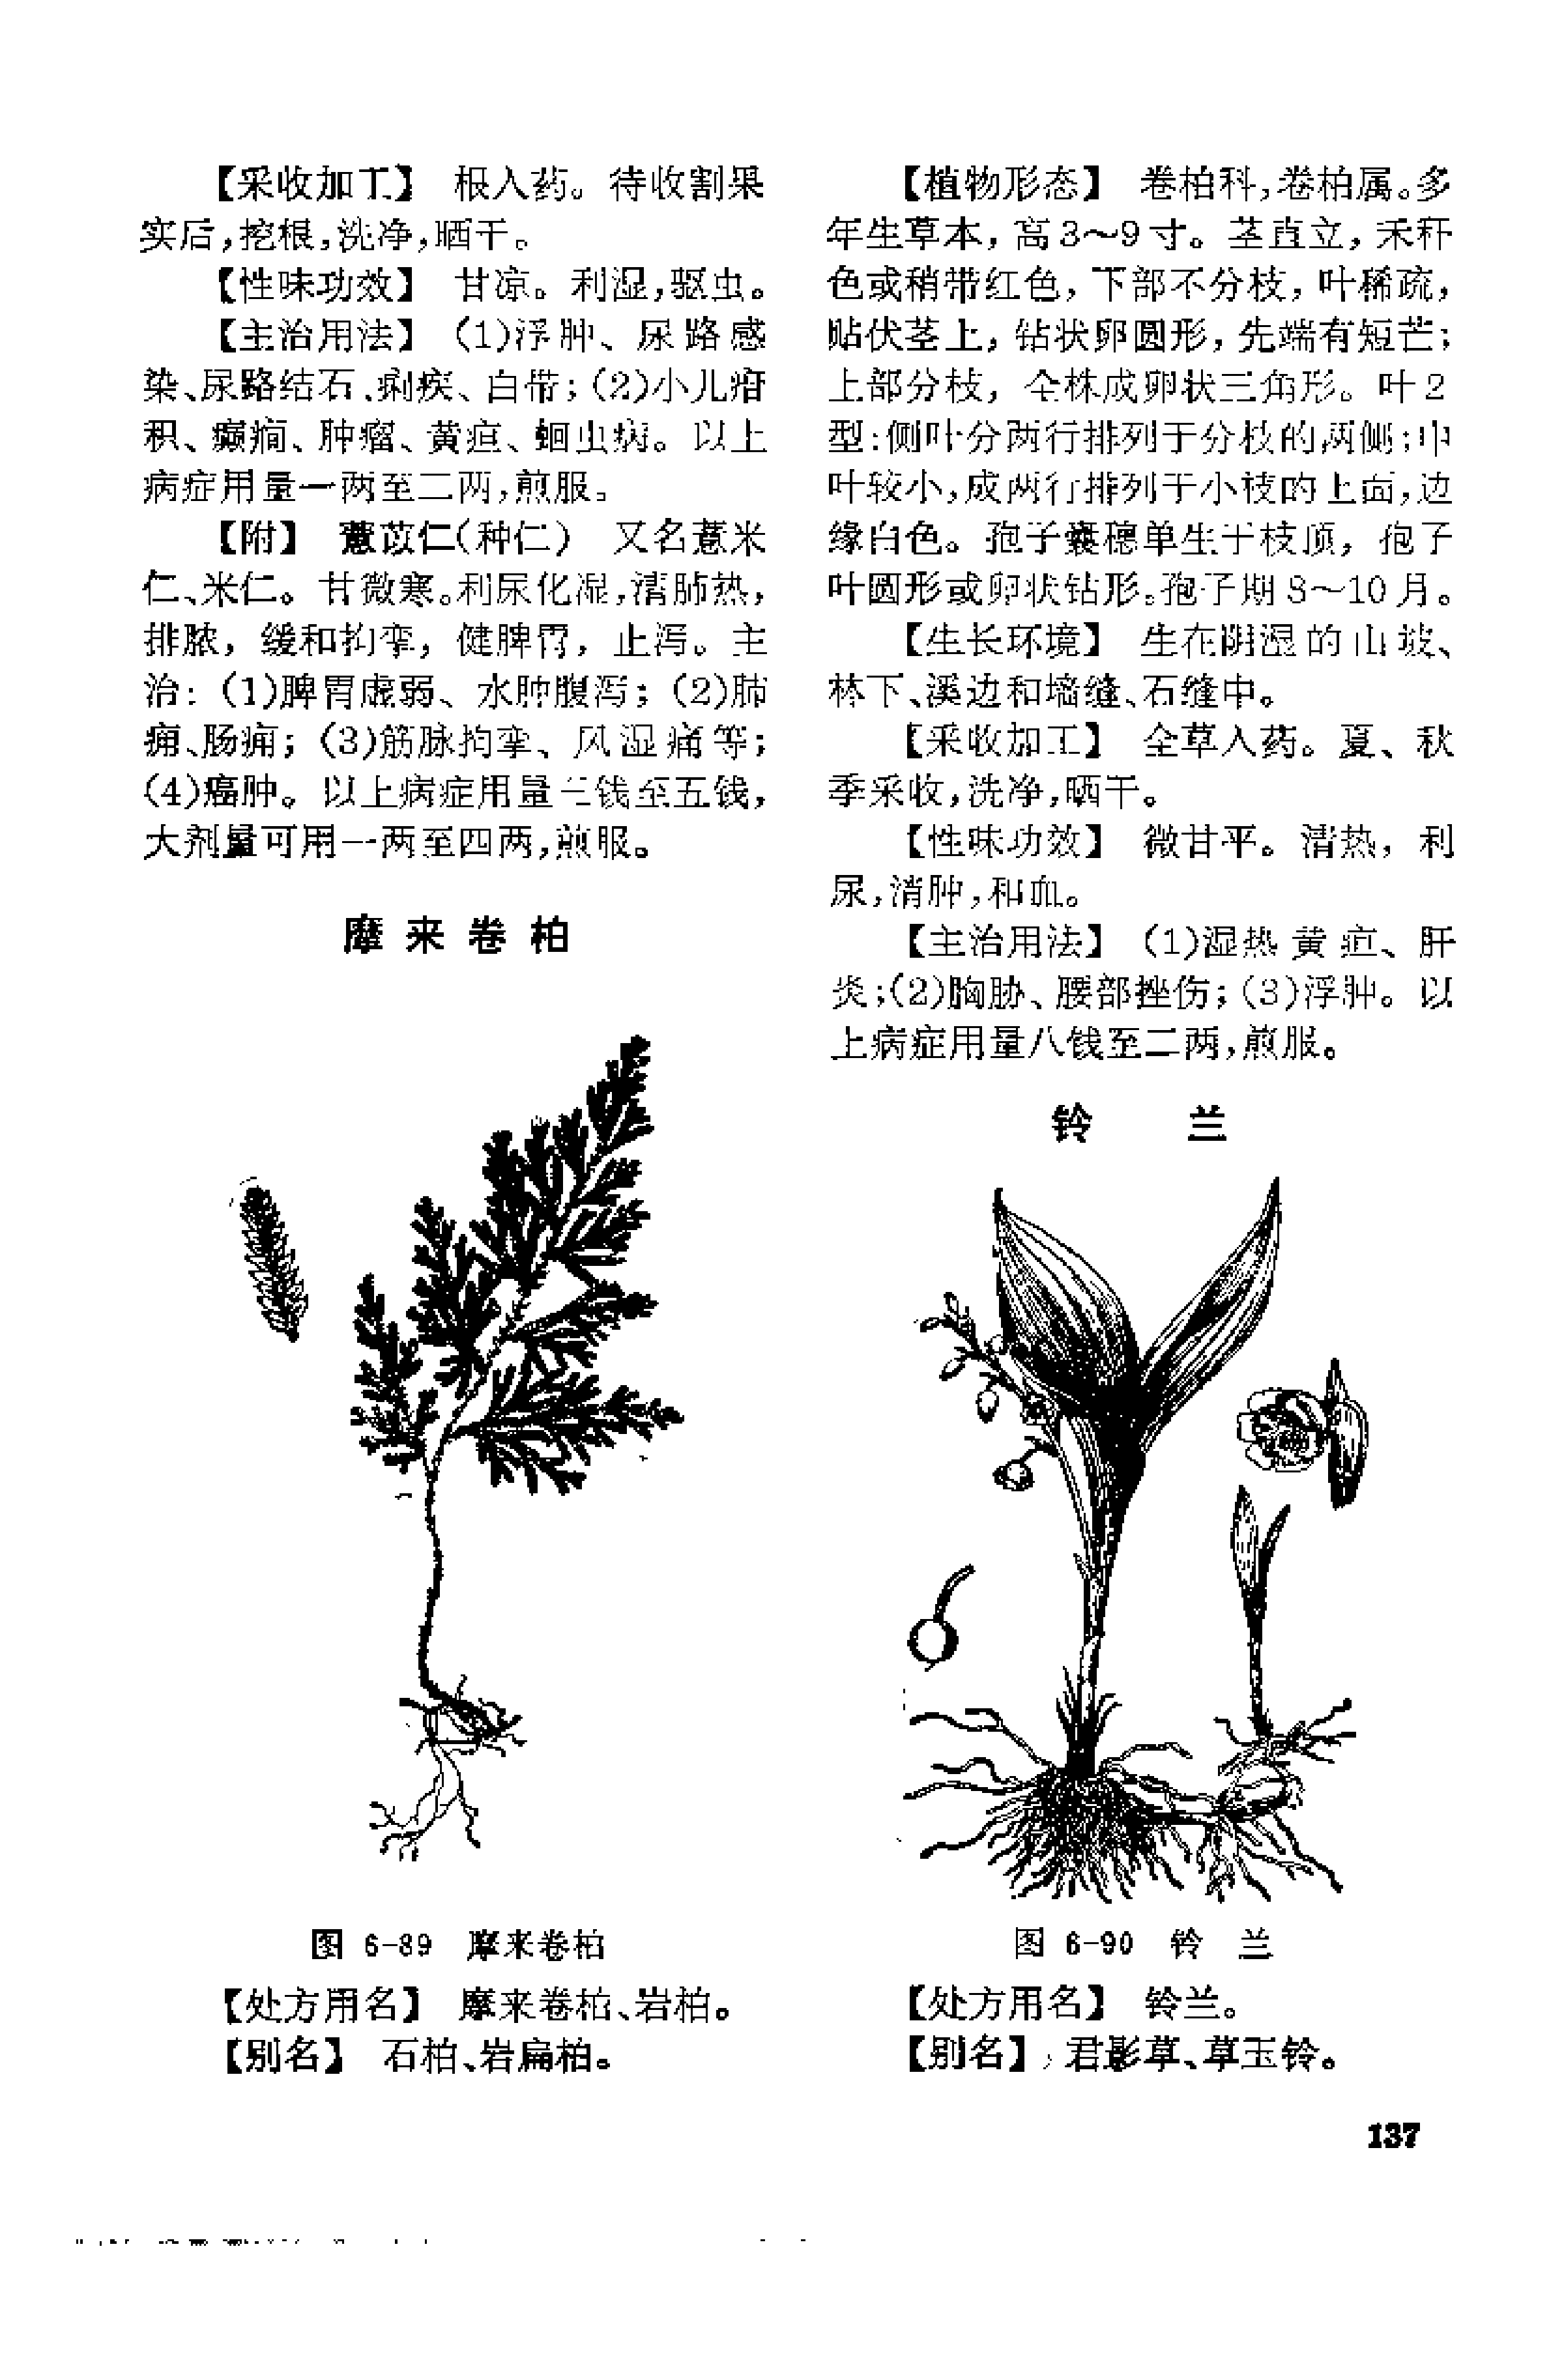 【采收加工】 根入药。待收割果
实后,挖根,洗净,晒干。
【性味功效】 甘凉。利湿,驱虫。
【主治用法】 (1)浮肿、尿路感
染、尿路结石、痢疾、白带；(2)小儿疳
积、癫痫、肿瘤、黄疸、蛔虫病。以上
病症用量一两至二两,煎服。
【附】 薏苡仁(种仁) 又名薏米
仁、米仁。甘微寒。利尿化湿,清肺热,
排脓，缓和拘挛，健脾胃，止泻。主
治：(1)脾胃虚弱、水肿腹泻；(2)肺
痈、肠痈；(3)筋脉拘挛、风湿痛等；
(4)癌肿。以上病症用量三钱至五钱,
大剂量可用一两至四两,煎服。
摩来卷柏
图 6-89 摩来卷柏
【处方用名】 摩来卷柏、岩柏。
【别名】 石柏、岩扁柏。
【植物形态】 卷柏科,卷柏属。多
年生草本，高3～9寸。茎直立，禾秆
色或稍带红色，下部不分枝，叶稀疏，
贴伏茎上，钻状卵圆形，先端有短芒；
上部分枝，全株成卵状三角形。叶2
型：侧叶分两行排列于分枝的两侧；中
叶较小,成两行排列于小枝的上面,边
缘白色。孢子囊穗单生于枝顶，孢子
叶圆形或卵状钻形。孢子期8～10月。
【生长环境】 生在阴湿的山坡、
林下、溪边和墙缝、石缝中。
【采收加工】 全草入药。夏、秋
季采收,洗净,晒干。
【性味功效】 微甘平。清热，利
尿,消肿,和血。
【主治用法】 (1)湿热黄疸、肝
炎；(2)胸胁、腰部挫伤；(3)浮肿。以
上病症用量八钱至二两,煎服。
铃兰
图 6-90 铃兰
【处方用名】 铃兰。
【别名】 君影草、草玉铃。
137